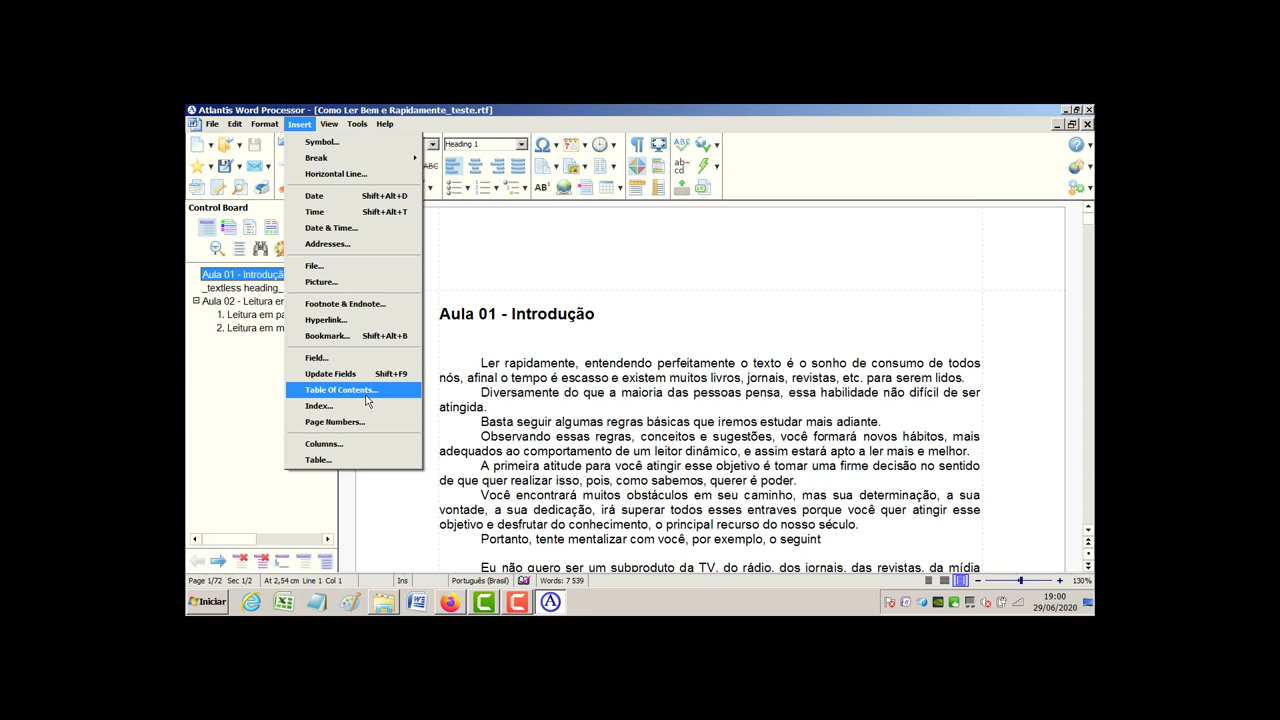 Atlantis Word Processor - [Como Ler Bem e Rapidamente_teste.rtf]
File Edit Format Insert View Tools Help
Symbol...
Break
Horizontal Line...
Date Shift+Alt+D
Time Shift+Alt+T
Date & Time...
Addresses...
File...
Picture...
Footnote & Endnote...
Hyperlink...
Bookmark... Shift+Alt+B
Field...
Update Fields Shift+F9
Table Of Contents...
Index...
Page Numbers...
Columns...
Table...
Heading 1
Control Board
Aula 01 - Introduçã
_textless heading_
Aula 02 - Leitura e
1. Leitura em pa
2. Leitura em m
Aula 01 - Introdução
Ler rapidamente, entendendo perfeitamente o texto é o sonho de consumo de todos
nós, afinal o tempo é escasso e existem muitos livros, jornais, revistas, etc. para serem lidos.
Diversamente do que a maioria das pessoas pensa, essa habilidade não difícil de ser
atingida.
Basta seguir algumas regras básicas que iremos estudar mais adiante.
Observando essas regras, conceitos e sugestões, você formará novos hábitos, mais
adequados ao comportamento de um leitor dinâmico, e assim estará apto a ler mais e melhor.
A primeira atitude para você atingir esse objetivo é tomar uma firme decisão no sentido
de que quer realizar isso, pois, como sabemos, querer é poder.
Você encontrará muitos obstáculos em seu caminho, mas sua determinação, a sua
vontade, a sua dedicação, irá superar todos esses entraves porque você quer atingir esse
objetivo e desfrutar do conhecimento, o principal recurso do nosso século.
Portanto, tente mentalizar com você, por exemplo, o seguint
Eu não quero ser um subproduto da TV, do rádio, dos jornais, das revistas, da mídia
Page 1/72 Sec 1/2 At 2,54 cm Line 1 Col 1 Ins Português (Brasil) Words: 7 539 130%
Iniciar
19:00
29/06/2020